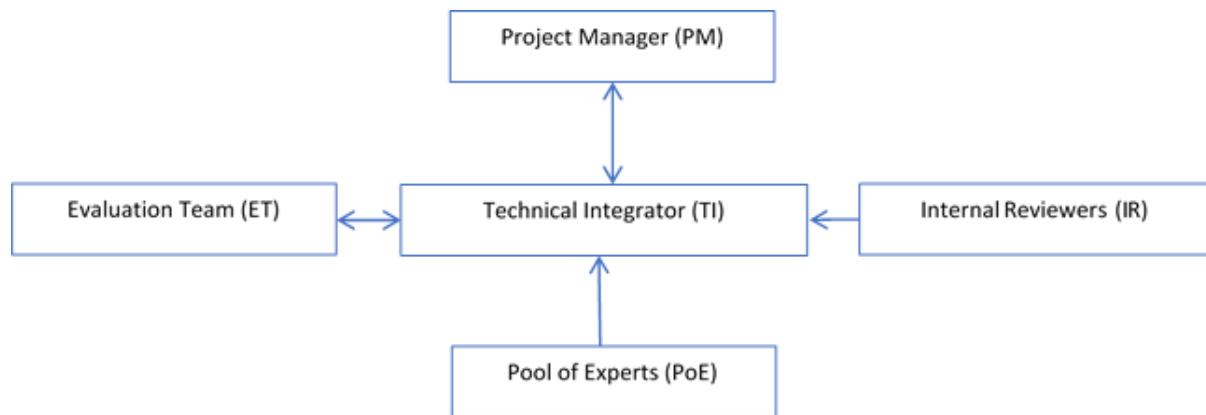 Project Manager (PM)
Evaluation Team (ET)
Technical Integrator (TI)
Internal Reviewers (IR)
Pool of Experts (PoE)